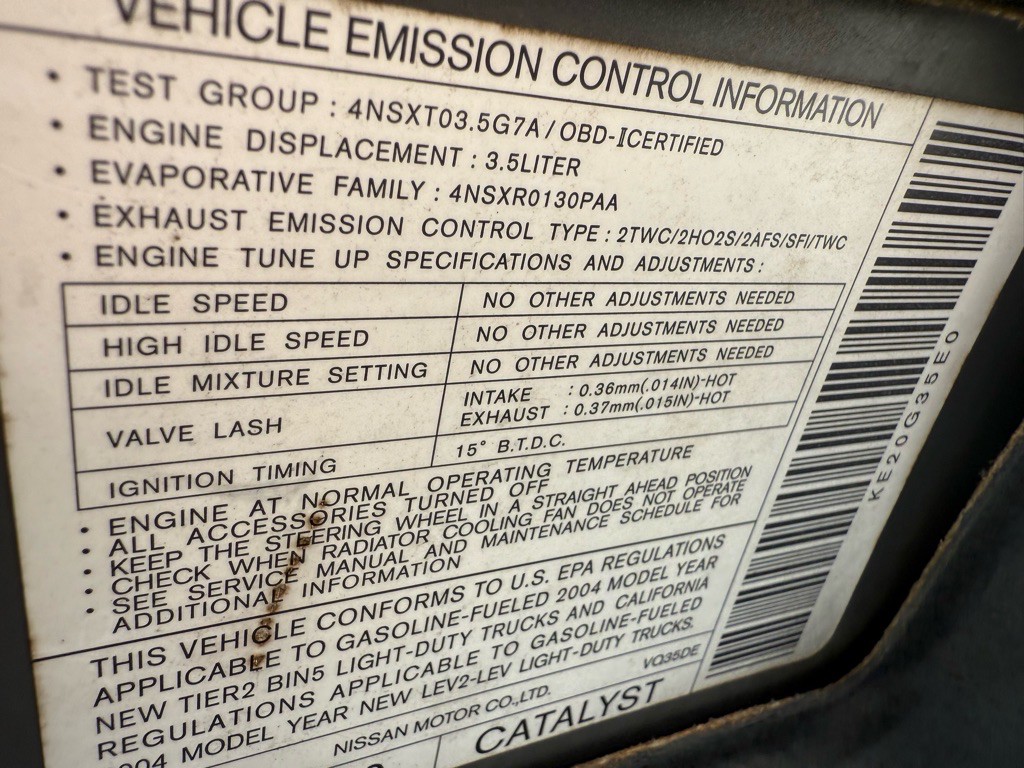 VEHICLE EMISSION CONTROL INFORMATION
• TEST GROUP : 4NSXT03.5G7A / OBD-ICERTIFIED
• ENGINE DISPLACEMENT : 3.5LITER
• EVAPORATIVE FAMILY : 4NSXR0130PAA
• EXHAUST EMISSION CONTROL TYPE : 2TWC/2HO2S/2AFS/SFI/TWC
• ENGINE TUNE UP SPECIFICATIONS AND ADJUSTMENTS :
IDLE SPEED NO OTHER ADJUSTMENTS NEEDED
HIGH IDLE SPEED NO OTHER ADJUSTMENTS NEEDED
IDLE MIXTURE SETTING NO OTHER ADJUSTMENTS NEEDED
VALVE LASH INTAKE : 0.36mm(.014IN)-HOT
EXHAUST : 0.37mm(.015IN)-HOT
IGNITION TIMING 15° B.T.D.C.
• ENGINE AT NORMAL OPERATING TEMPERATURE
• ALL ACCESSORIES TURNED OFF
• KEEP THE STEERING WHEEL IN A STRAIGHT AHEAD POSITION
• CHECK WHEN RADIATOR COOLING FAN DOES NOT OPERATE
• SEE SERVICE MANUAL AND MAINTENANCE SCHEDULE FOR
ADDITIONAL INFORMATION
THIS VEHICLE CONFORMS TO U.S. EPA REGULATIONS
APPLICABLE TO GASOLINE-FUELED 2004 MODEL YEAR
NEW TIER2 BIN5 LIGHT-DUTY TRUCKS AND CALIFORNIA
REGULATIONS APPLICABLE TO GASOLINE-FUELED
2004 MODEL YEAR NEW LEV2-LEV LIGHT-DUTY TRUCKS.
NISSAN MOTOR CO.,LTD. VQ35DE
CATALYST
KE20G35E0